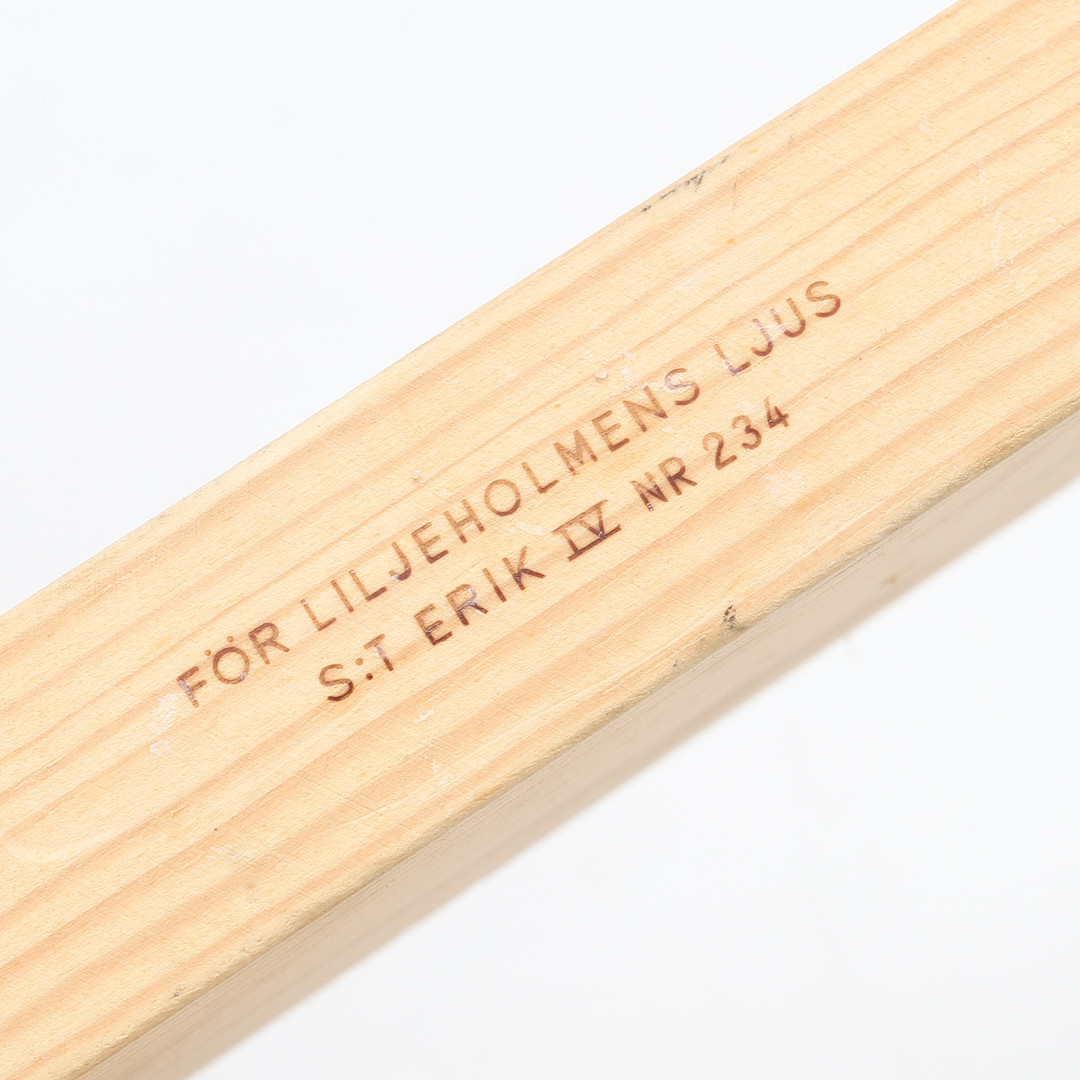 FÖR LILJEHOLMENS LJUS
S:T ERIK IV NR 234